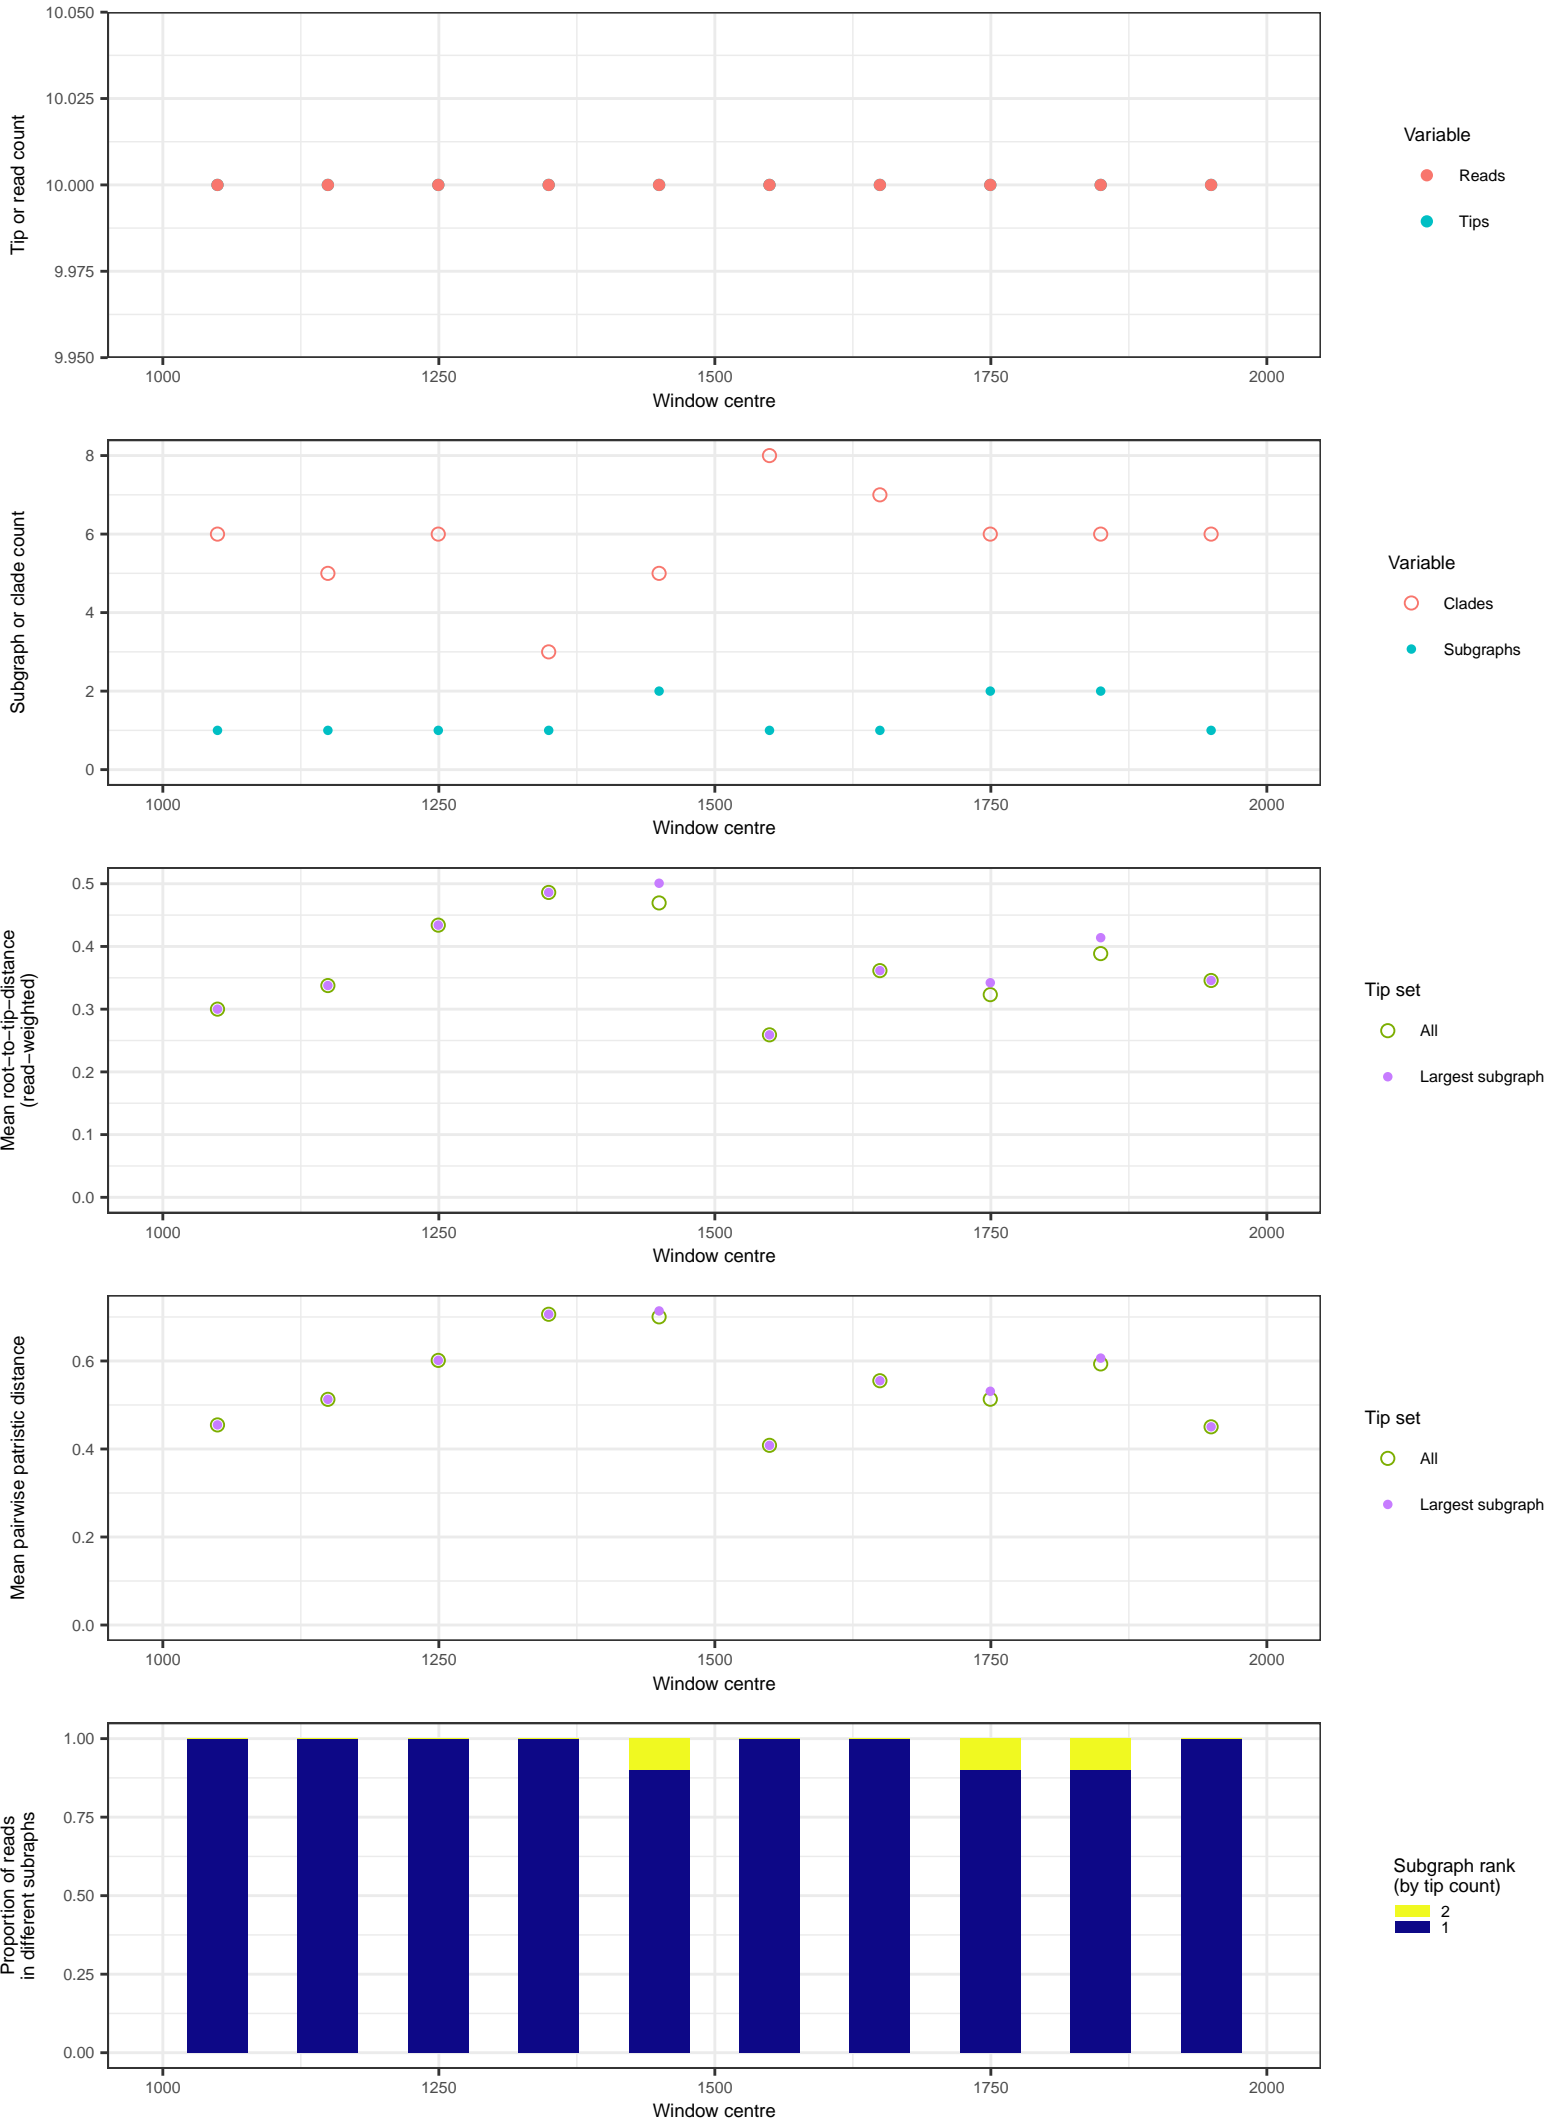 Tip or read count
10.050
10.025
10.000
9.975
9.950
1000 1250 1500 1750 2000
Window centre
Variable
Reads
Tips
Subgraph or clade count
8
6
4
2
0
1000 1250 1500 1750 2000
Window centre
Variable
Clades
Subgraphs
Mean root−to−tip−distance
(read−weighted)
0.5
0.4
0.3
0.2
0.1
0.0
1000 1250 1500 1750 2000
Window centre
Tip set
All
Largest subgraph
Mean pairwise patristic distance
0.6
0.4
0.2
0.0
1000 1250 1500 1750 2000
Window centre
Tip set
All
Largest subgraph
Proportion of reads
in different subraphs
1.00
0.75
0.50
0.25
0.00
1000 1250 1500 1750 2000
Window centre
Subgraph rank
(by tip count)
2
1